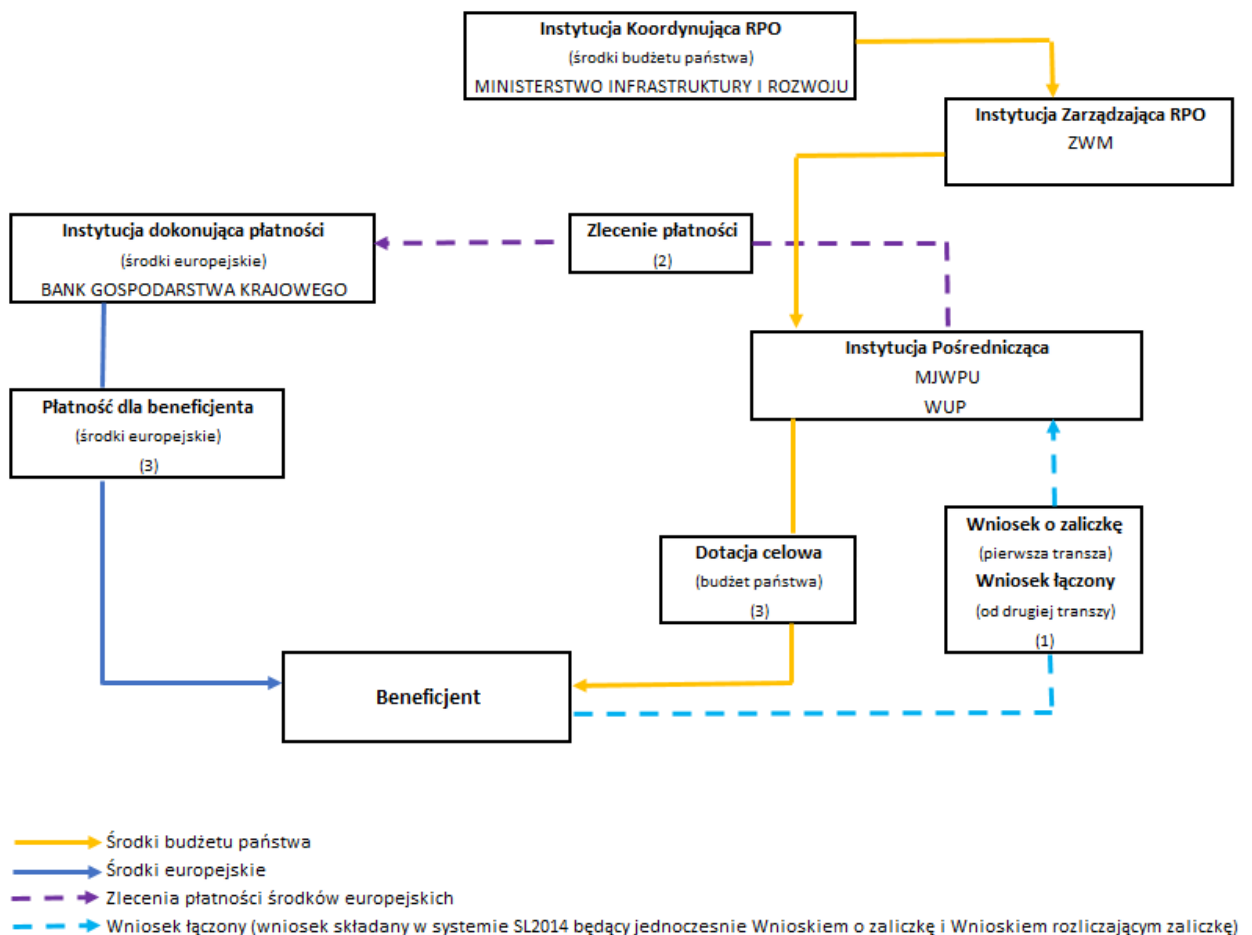 Instytucja Koordynująca RPO
(środki budżetu państwa)
MINISTERSTWO INFRASTRUKTURY I ROZWOJU
Instytucja Zarządzająca RPO
ZWM
Instytucja dokonująca płatności
(środki europejskie)
BANK GOSPODARSTWA KRAJOWEGO
Zlecenie płatności
(2)
Instytucja Pośrednicząca
MJWPU
WUP
Płatność dla beneficjenta
(środki europejskie)
(3)
Dotacja celowa
(budżet państwa)
(3)
Wniosek o zaliczkę
(pierwsza transza)
Wniosek łączony
(od drugiej transzy)
(1)
Beneficjent
Środki budżetu państwa
Środki europejskie
Zlecenia płatności środków europejskich
Wniosek łączony (wniosek składany w systemie SL2014 będący jednocześnie Wnioskiem o zaliczkę i Wnioskiem rozliczającym zaliczkę)